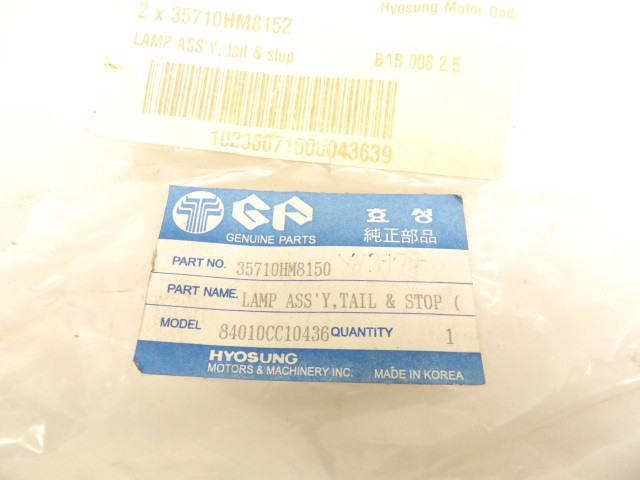 2 x 35710HM8152
Hyosung Motor
LAMP ASS'Y, tail & stop
BAB 008 2 5
GP
효성
GENUINE PARTS
純正部品
PART NO. 35710HM8150
PART NAME. LAMP ASS'Y,TAIL & STOP (
MODEL 84010CC10436 QUANTITY 1
HYOSUNG
MOTORS & MACHINERY INC. MADE IN KOREA